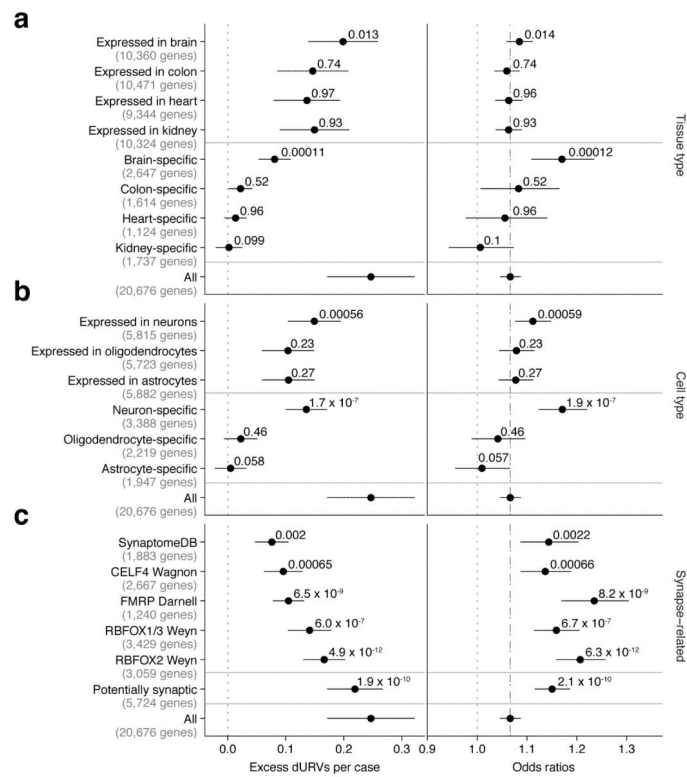 a
Expressed in brain 0.013 0.014
(10,360 genes)
Expressed in colon 0.74 0.74
(10,471 genes)
Expressed in heart 0.97 0.96
(9,344 genes)
Expressed in kidney 0.93 0.93
(10,324 genes)
Brain-specific 0.00011 0.00012
(2,647 genes)
Colon-specific 0.52 0.52
(1,614 genes)
Heart-specific 0.96 0.96
(1,124 genes)
Kidney-specific 0.099 0.1
(1,737 genes)
All
(20,676 genes)
Tissue type
b
Expressed in neurons 0.00056 0.00059
(5,815 genes)
Expressed in oligodendrocytes 0.23 0.23
(5,723 genes)
Expressed in astrocytes 0.27 0.27
(5,882 genes)
Neuron-specific 1.7 x 10⁻⁷ 1.9 x 10⁻⁷
(3,388 genes)
Oligodendrocyte-specific 0.46 0.46
(2,219 genes)
Astrocyte-specific 0.058 0.057
(1,947 genes)
All
(20,676 genes)
Cell type
c
SynaptomeDB 0.002 0.0022
(1,883 genes)
CELF4 Wagnon 0.00065 0.00066
(2,667 genes)
FMRP Darnell 6.5 x 10⁻⁹ 8.2 x 10⁻⁹
(1,240 genes)
RBFOX1/3 Weyn 6.0 x 10⁻⁷ 6.7 x 10⁻⁷
(3,429 genes)
RBFOX2 Weyn 4.9 x 10⁻¹² 6.3 x 10⁻¹²
(3,059 genes)
Potentially synaptic 1.9 x 10⁻¹⁰ 2.1 x 10⁻¹⁰
(5,724 genes)
All
(20,676 genes)
Synapse-related
0.0 0.1 0.2 0.3 0.9 1.0 1.1 1.2 1.3
Excess dURVs per case Odds ratios